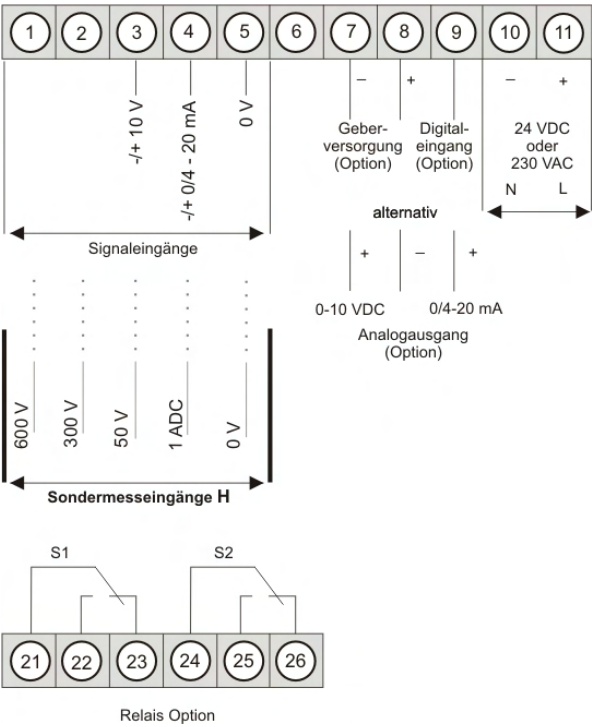 1 2 3 4 5 6 7 8 9 10 11
-/+ 10 V
-/+ 0/4 - 20 mA
0 V
Signaleingänge
– +
Geber-
versorgung
(Option)
Digital-
eingang
(Option)
– +
24 VDC
oder
230 VAC
N L
alternativ
+ – +
0-10 VDC 0/4-20 mA
Analogausgang
(Option)
600 V
300 V
50 V
1 ADC
0 V
Sondermesseingänge H
S1 S2
21 22 23 24 25 26
Relais Option